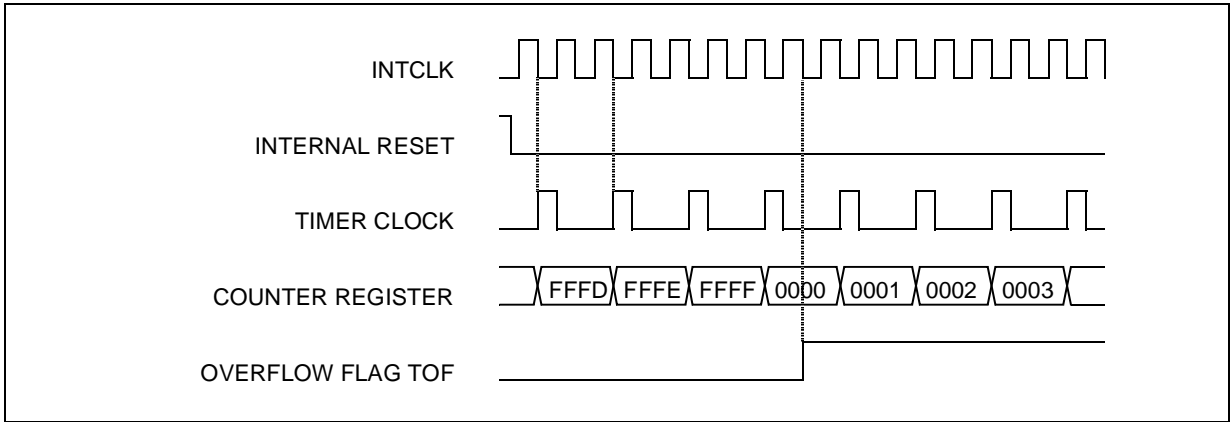 INTCLK
INTERNAL RESET
TIMER CLOCK
COUNTER REGISTER FFFD FFFE FFFF 0000 0001 0002 0003
OVERFLOW FLAG TOF